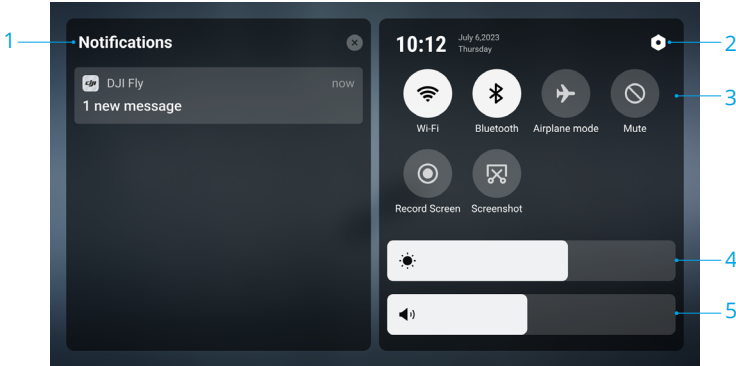 1
Notifications
dji
DJI Fly
now
1 new message
10:12
July 6,2023
Thursday
2
Wi-Fi
Bluetooth
Airplane mode
Mute
3
Record Screen
Screenshot
4
5